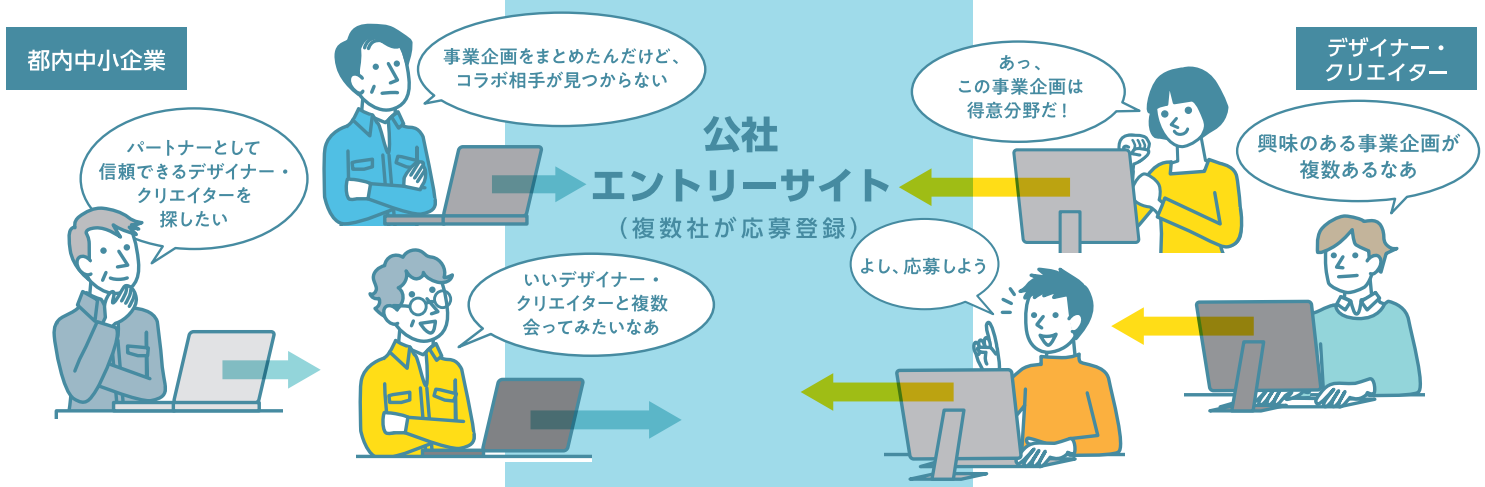 都内中小企業
パートナーとして
信頼できるデザイナー・
クリエイターを
探したい
事業企画をまとめたんだけど、
コラボ相手が見つからない
いいデザイナー・
クリエイターと複数
会ってみたいなあ
公社
エントリーサイト
（複数社が応募登録）
あっ、
この事業企画は
得意分野だ！
よし、応募しよう
デザイナー・
クリエイター
興味のある事業企画が
複数あるなあ